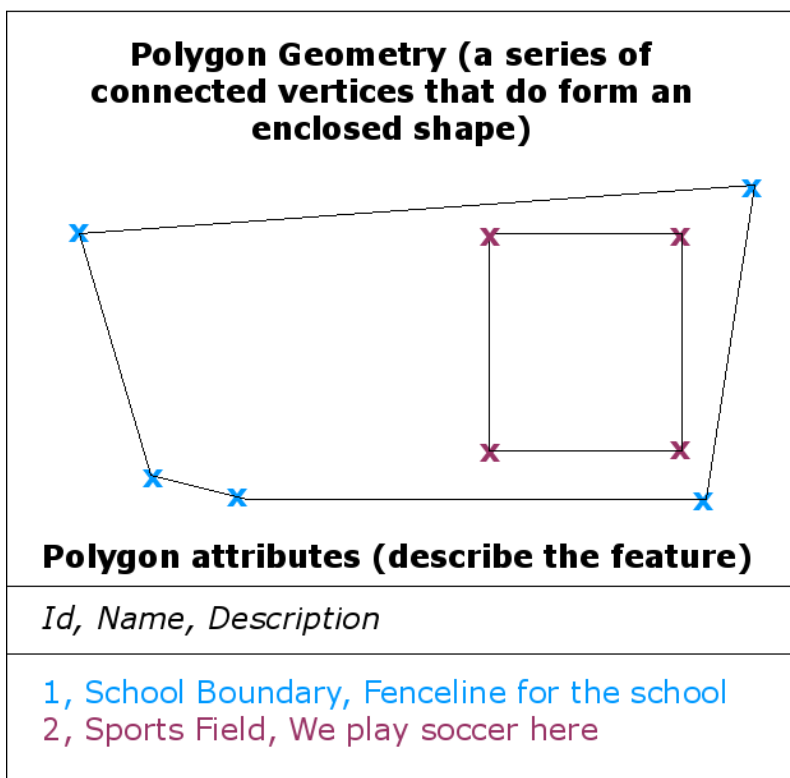 Polygon Geometry (a series of
connected vertices that do form an
enclosed shape)
Polygon attributes (describe the feature)
Id, Name, Description
1, School Boundary, Fenceline for the school
2, Sports Field, We play soccer here